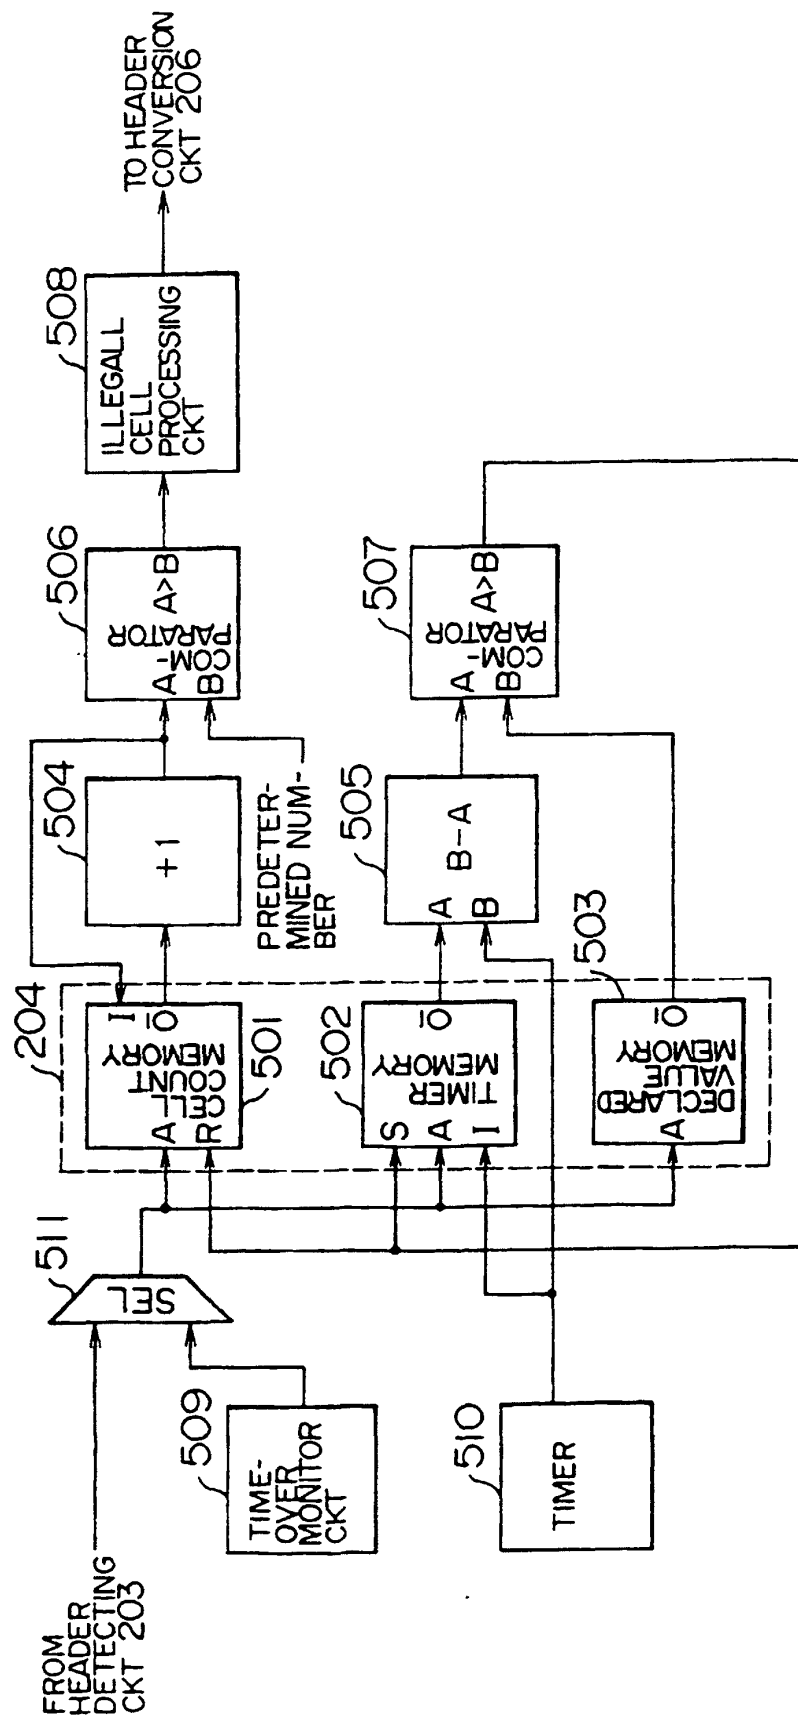 FROM
HEADER
DETECTING
CKT 203
511
SEL
509
TIME-
OVER
MONITOR
CKT
510
TIMER
204
A
R
CELL
COUNT
MEMORY
I
O
501
S
A
I
TIMER
MEMORY
O
502
A
DECLARED
VALUE
MEMORY
O
503
504
+1
PREDETER-
MINED NUM-
BER
505
A
B
B-A
506
A
B
COM-
PARATOR
A>B
507
A
B
COM-
PARATOR
A>B
508
ILLEGALL
CELL
PROCESSING
CKT
TO HEADER
CONVERSION
CKT 206